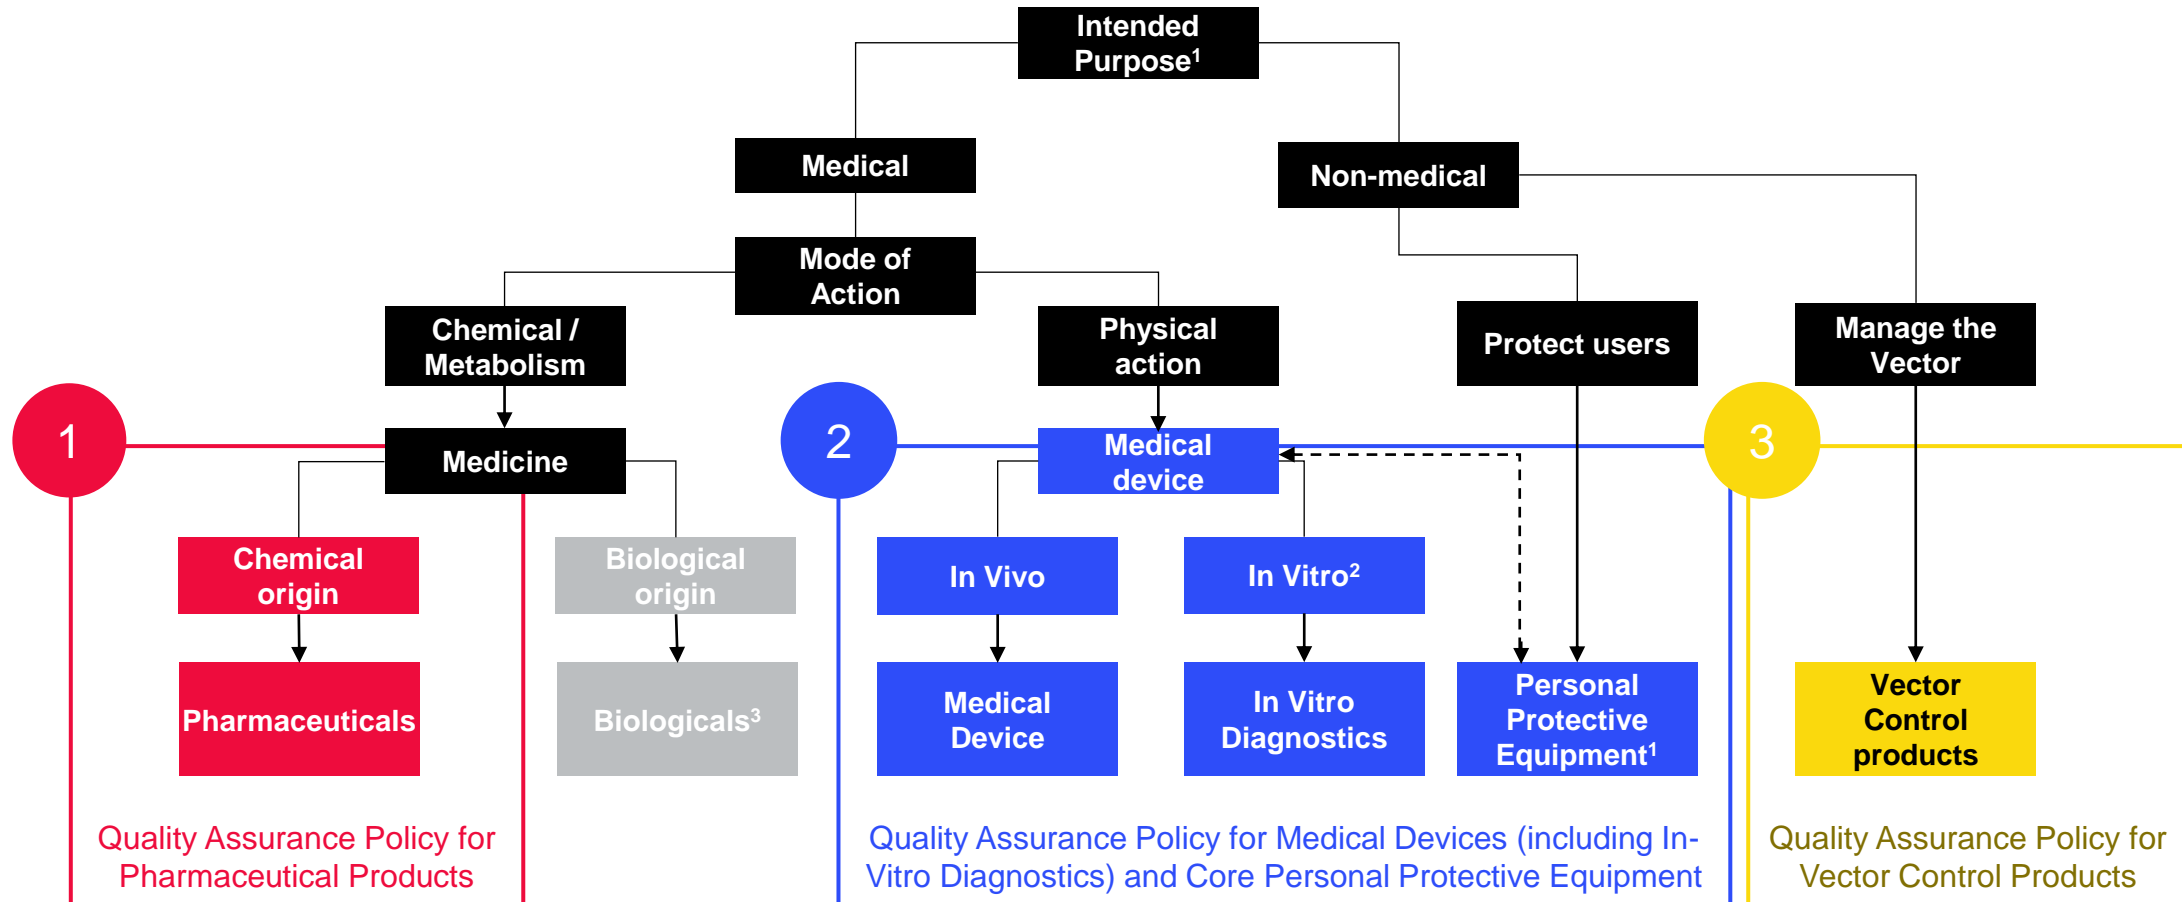 Intended
Purpose¹
Medical
Non-medical
Mode of
Action
Chemical /
Metabolism
Physical
action
Protect users
Manage the
Vector
1
Medicine
2
Medical
device
3
Chemical
origin
Biological
origin
In Vivo
In Vitro²
Pharmaceuticals
Biologicals³
Medical
Device
In Vitro
Diagnostics
Personal
Protective
Equipment¹
Vector
Control
products
Quality Assurance Policy for
Pharmaceutical Products
Quality Assurance Policy for Medical Devices (including In-
Vitro Diagnostics) and Core Personal Protective Equipment
Quality Assurance Policy for
Vector Control Products